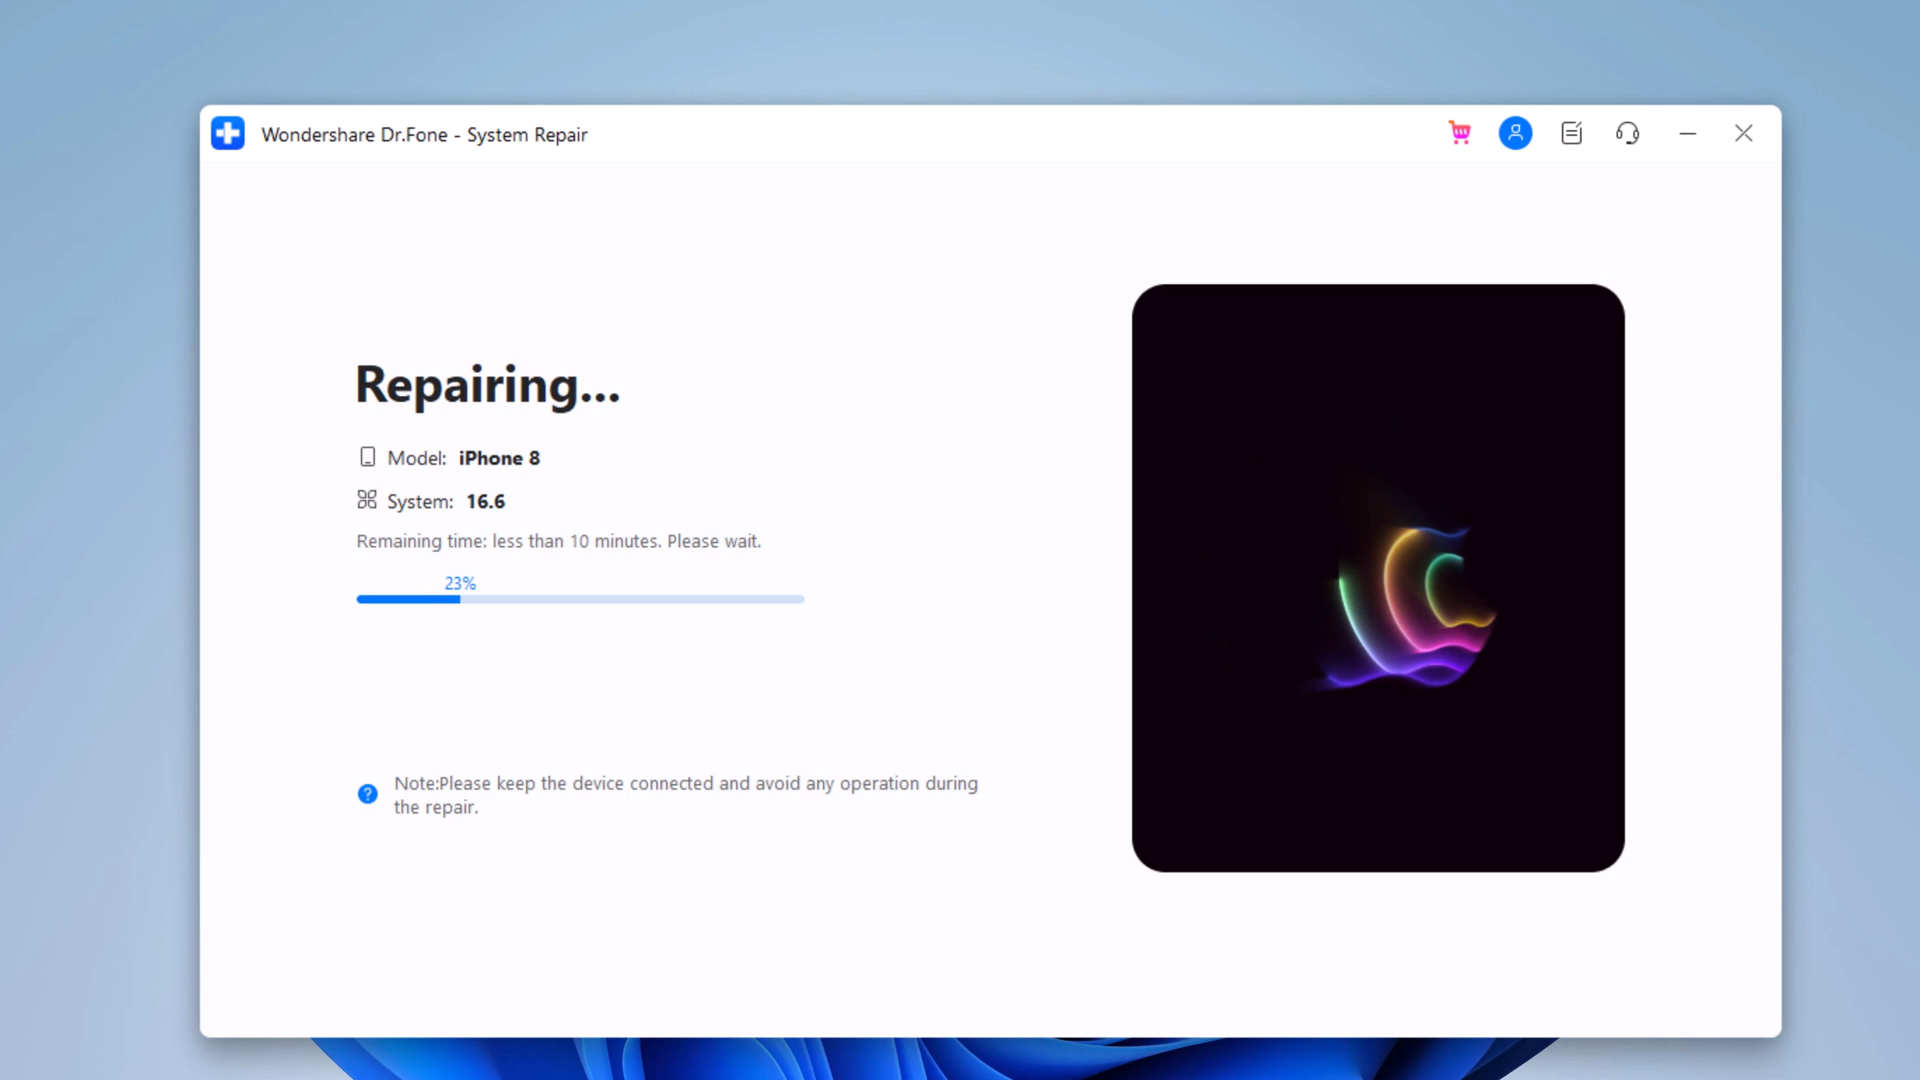 Wondershare Dr.Fone - System Repair
Repairing...
Model: iPhone 8
System: 16.6
Remaining time: less than 10 minutes. Please wait.
23%
Note:Please keep the device connected and avoid any operation during
the repair.